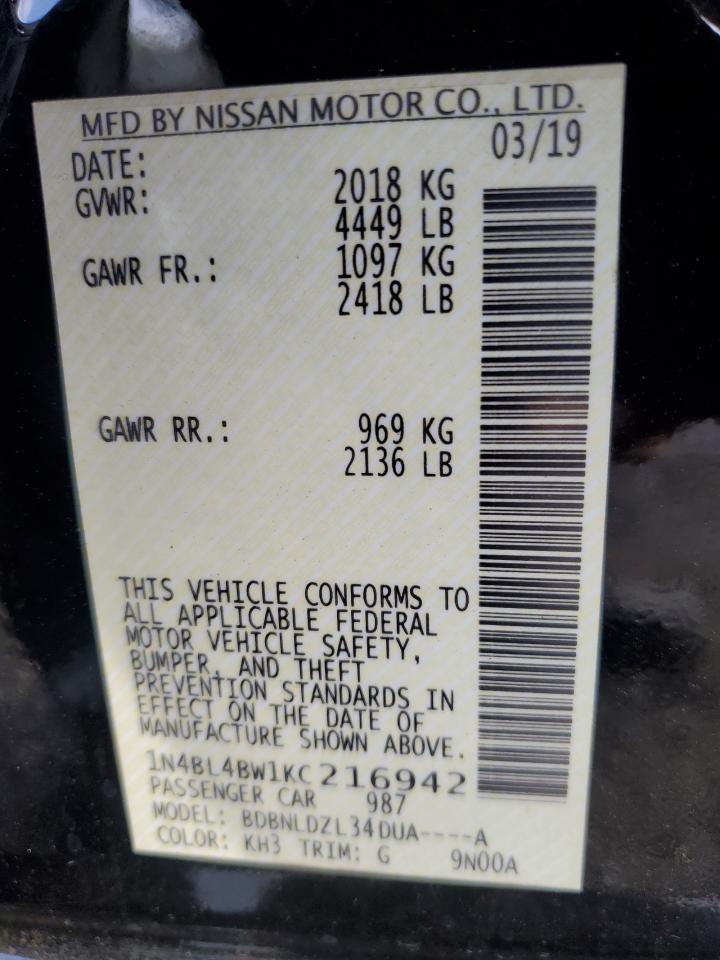 MFD BY NISSAN MOTOR CO., LTD.
DATE: 03/19
GVWR: 2018 KG
4449 LB
GAWR FR.: 1097 KG
2418 LB
GAWR RR.: 969 KG
2136 LB
THIS VEHICLE CONFORMS TO
ALL APPLICABLE FEDERAL
MOTOR VEHICLE SAFETY,
BUMPER, AND THEFT
PREVENTION STANDARDS IN
EFFECT ON THE DATE OF
MANUFACTURE SHOWN ABOVE.
1N4BL4BW1KC216942
PASSENGER CAR 987
MODEL: BDBNLDZL34DUA----A
COLOR: KH3 TRIM: G 9N00A